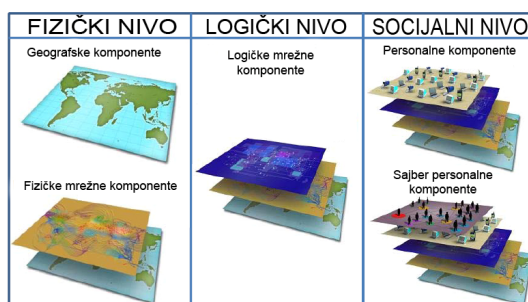 FIZIČKI NIVO
Geografske komponente
Fizičke mrežne komponente
LOGIČKI NIVO
Logičke mrežne
komponente
SOCIJALNI NIVO
Personalne komponente
Sajber personalne
komponente